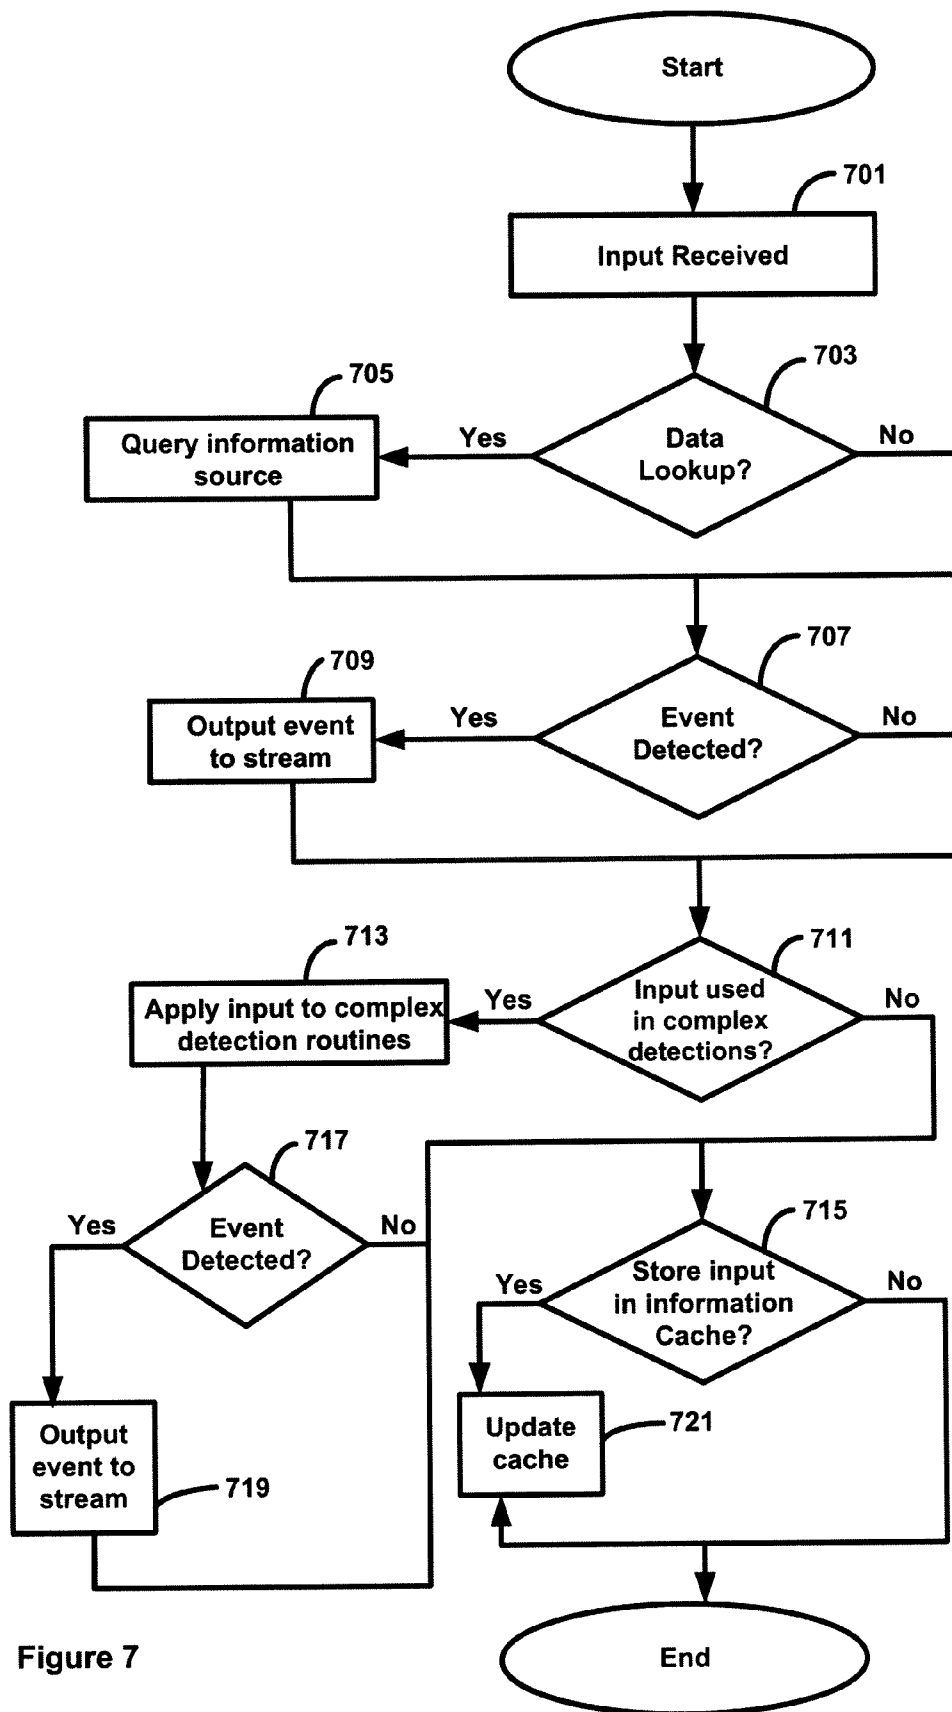 Start
701
Input Received
703
Data
Lookup?
Yes
No
705
Query information
source
707
Event
Detected?
Yes
No
709
Output event
to stream
711
Input used
in complex
detections?
Yes
No
713
Apply input to complex
detection routines
717
Event
Detected?
Yes
No
715
Store input
in information
Cache?
Yes
No
Output
event to
stream
719
Update
cache
721
End
Figure 7